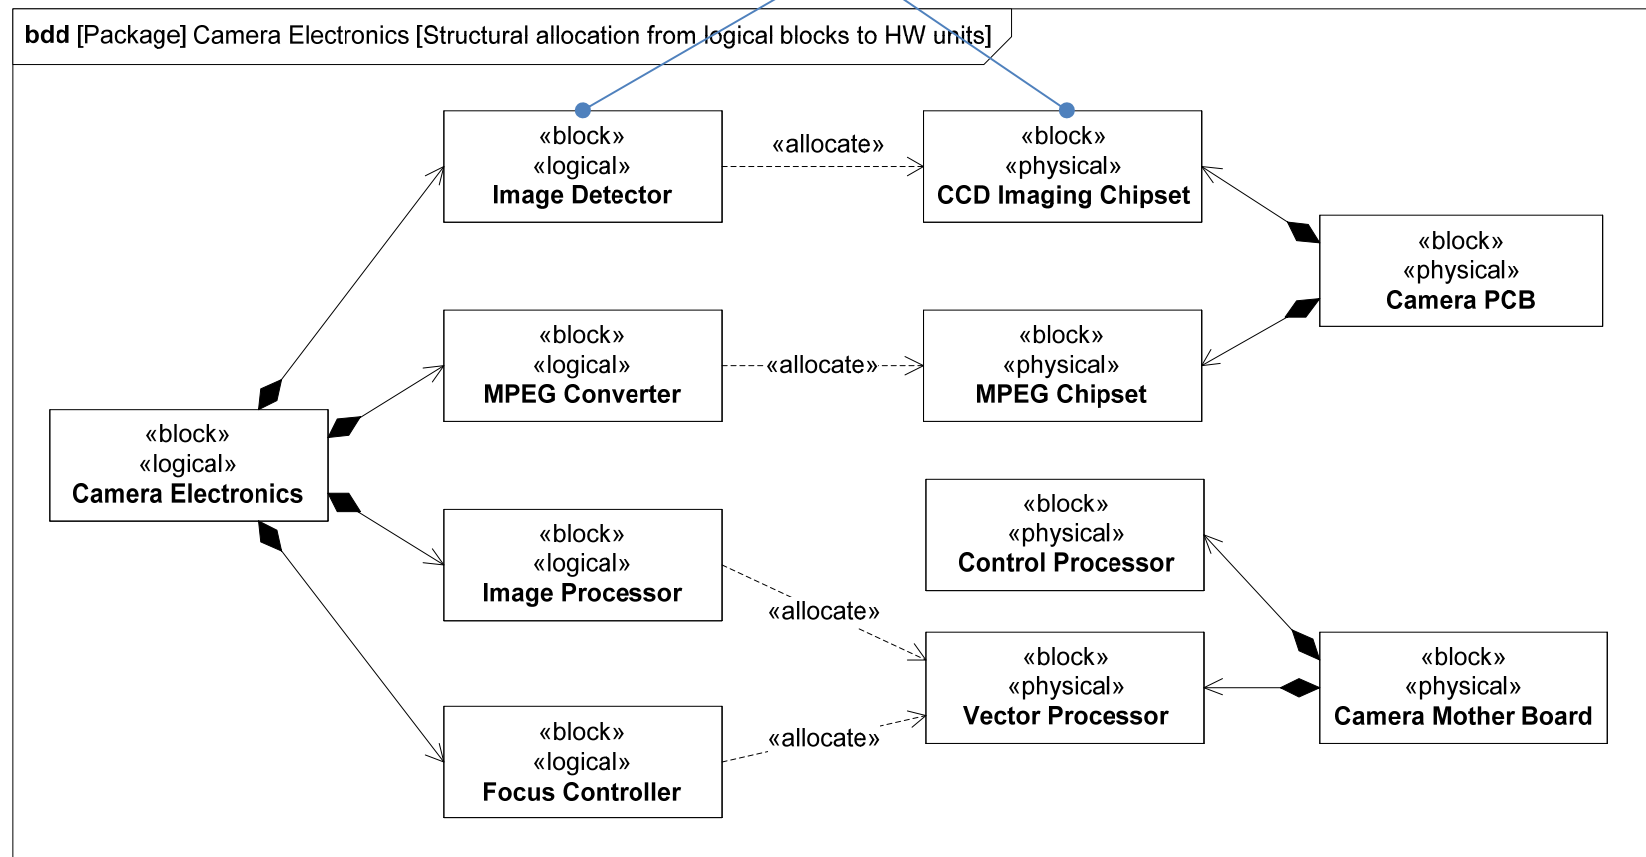 bdd [Package] Camera Electronics [Structural allocation from logical blocks to HW units]
«block»
«logical»
Image Detector
«allocate»
«block»
«physical»
CCD Imaging Chipset
«block»
«physical»
Camera PCB
«block»
«logical»
MPEG Converter
«allocate»
«block»
«physical»
MPEG Chipset
«block»
«logical»
Camera Electronics
«block»
«physical»
Control Processor
«block»
«logical»
Image Processor
«allocate»
«block»
«physical»
Vector Processor
«block»
«physical»
Camera Mother Board
«block»
«logical»
Focus Controller
«allocate»